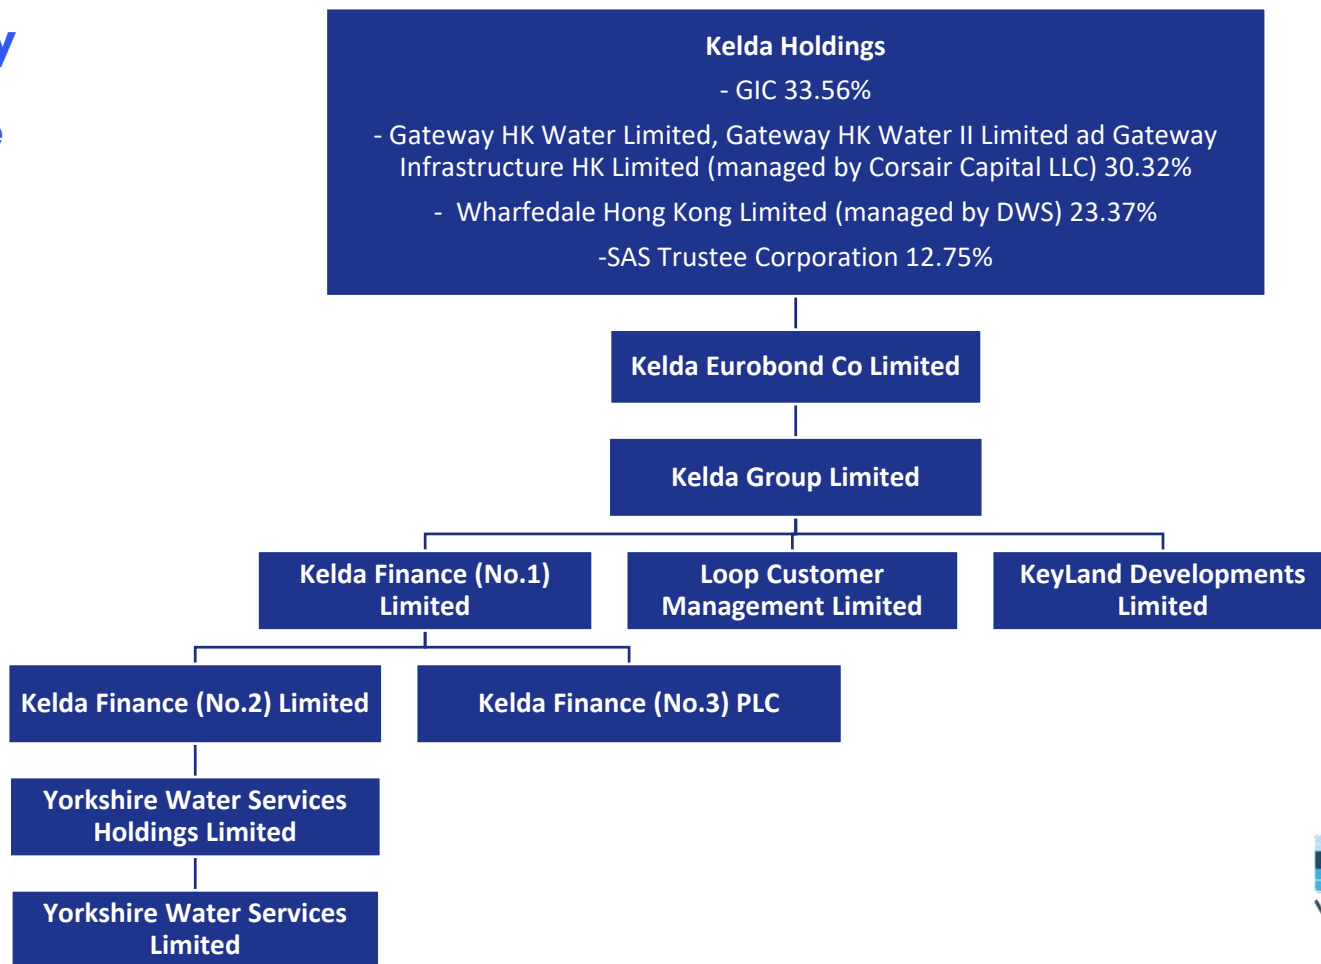 y
e
Kelda Holdings
- GIC 33.56%
- Gateway HK Water Limited, Gateway HK Water II Limited ad Gateway
Infrastructure HK Limited (managed by Corsair Capital LLC) 30.32%
- Wharfedale Hong Kong Limited (managed by DWS) 23.37%
-SAS Trustee Corporation 12.75%
Kelda Eurobond Co Limited
Kelda Group Limited
Kelda Finance (No.1)
Limited
Loop Customer
Management Limited
KeyLand Developments
Limited
Kelda Finance (No.2) Limited
Kelda Finance (No.3) PLC
Yorkshire Water Services
Holdings Limited
Yorkshire Water Services
Limited